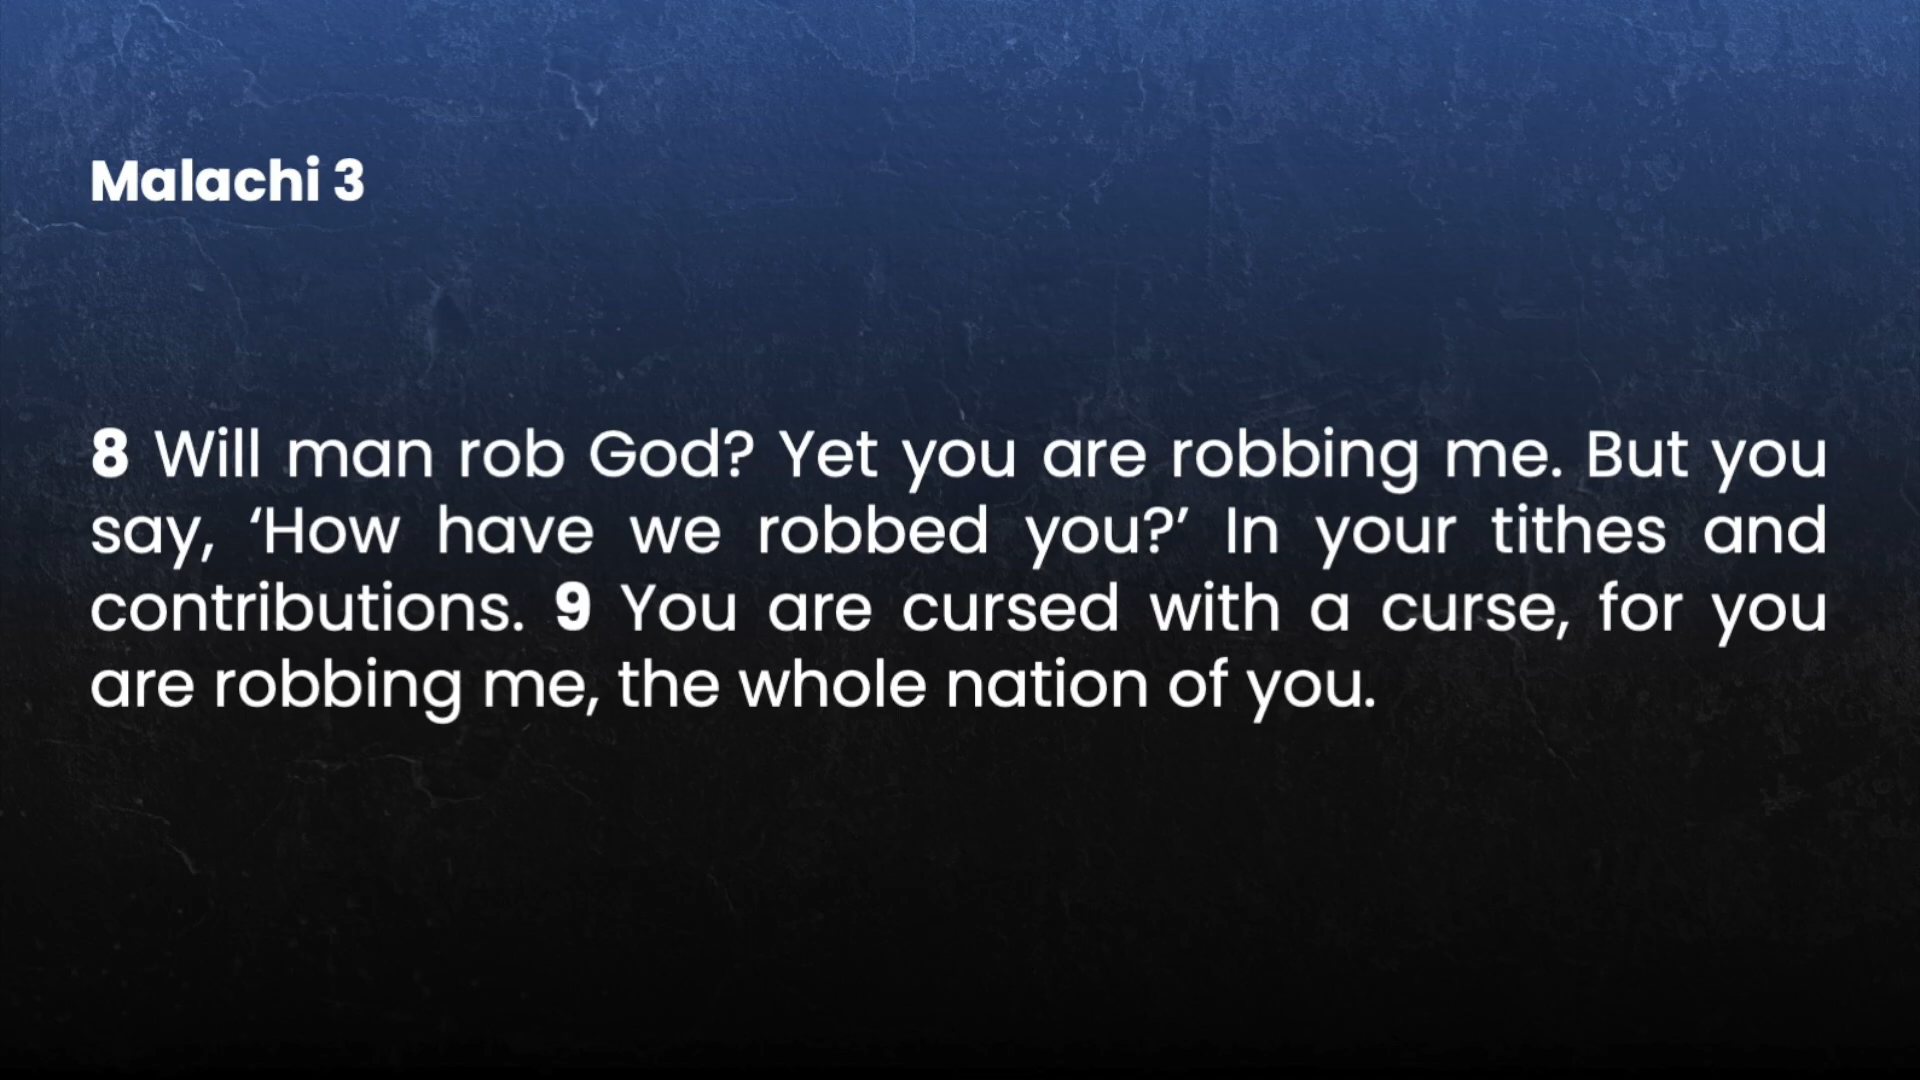 Malachi 3
8 Will man rob God? Yet you are robbing me. But you
say, ‘How have we robbed you?’ In your tithes and
contributions. 9 You are cursed with a curse, for you
are robbing me, the whole nation of you.